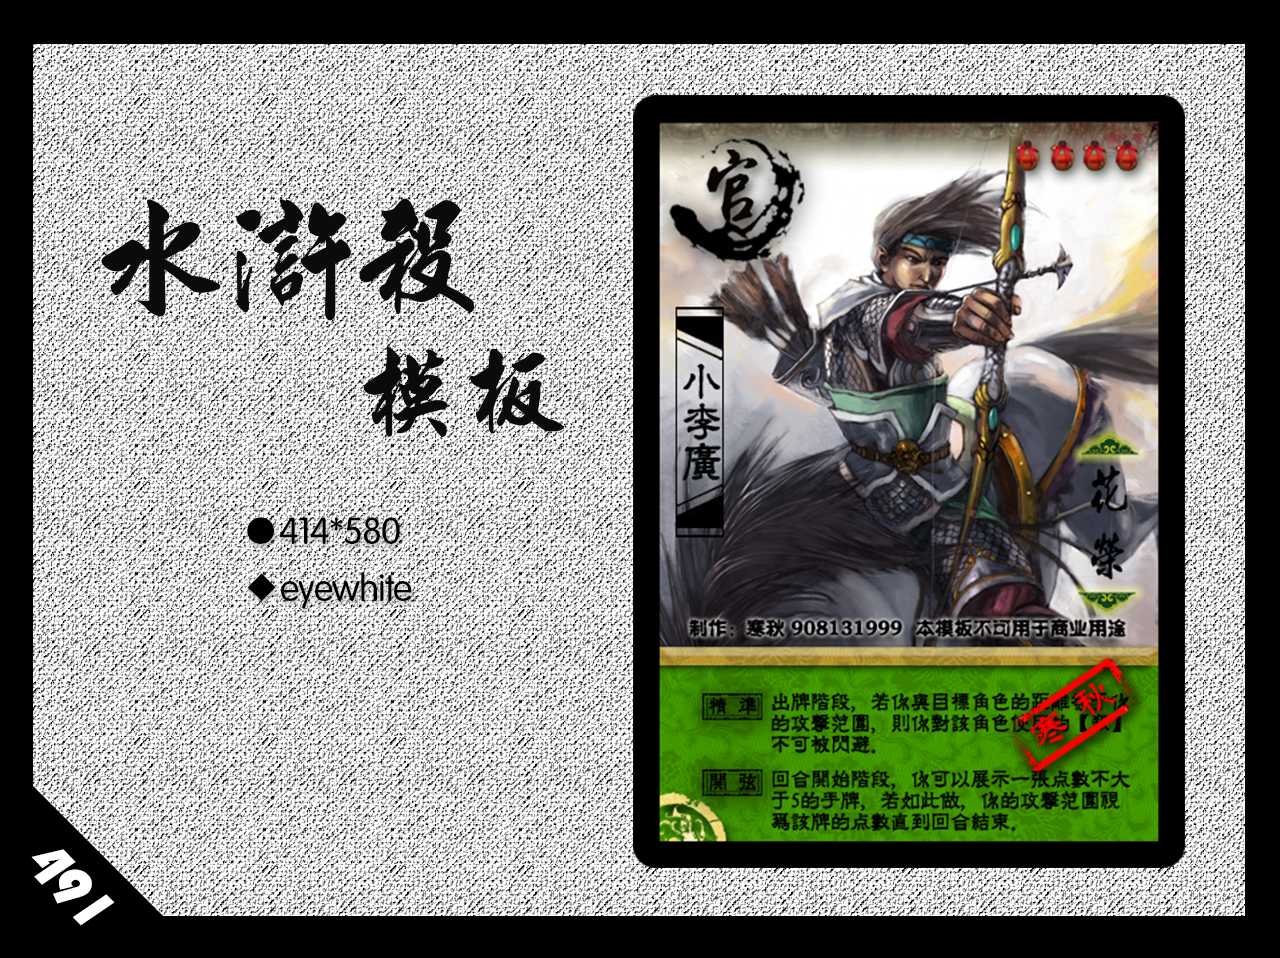 水滸殺
模板
●414*580
◆eyewhite
491
官
小李廣
花榮
制作：寒秋 908131999 本模板不可用于商业用途
精準
出牌階段，若你與目標角色的距離
的攻擊范圍，則你對該角色使用的【殺】
不可被閃避。
開弦
回合開始階段，你可以展示一張点數不大
于5的手牌，若如此做，你的攻擊范圍視
爲該牌的点數直到回合結束。
寒秋